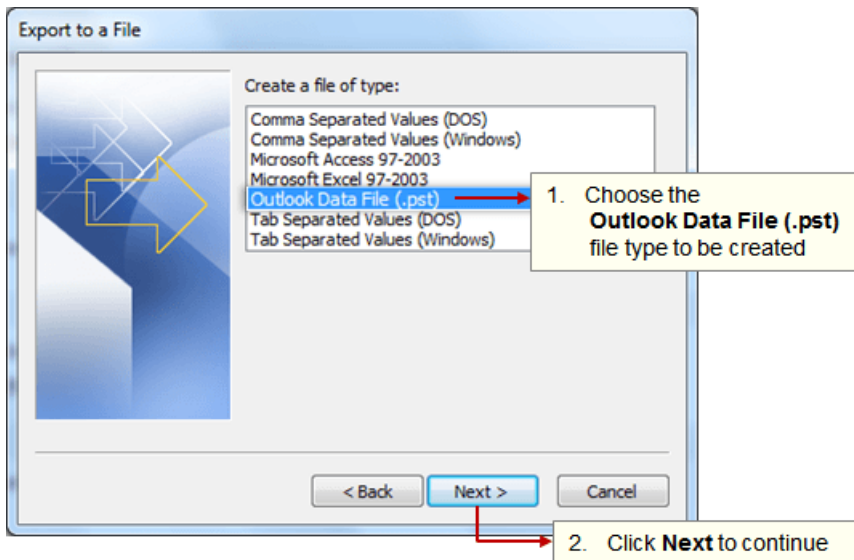 Export to a File
Create a file of type:
Comma Separated Values (DOS)
Comma Separated Values (Windows)
Microsoft Access 97-2003
Microsoft Excel 97-2003
Outlook Data File (.pst)
Tab Separated Values (DOS)
Tab Separated Values (Windows)
1. Choose the
Outlook Data File (.pst)
file type to be created
< Back
Next >
Cancel
2. Click Next to continue